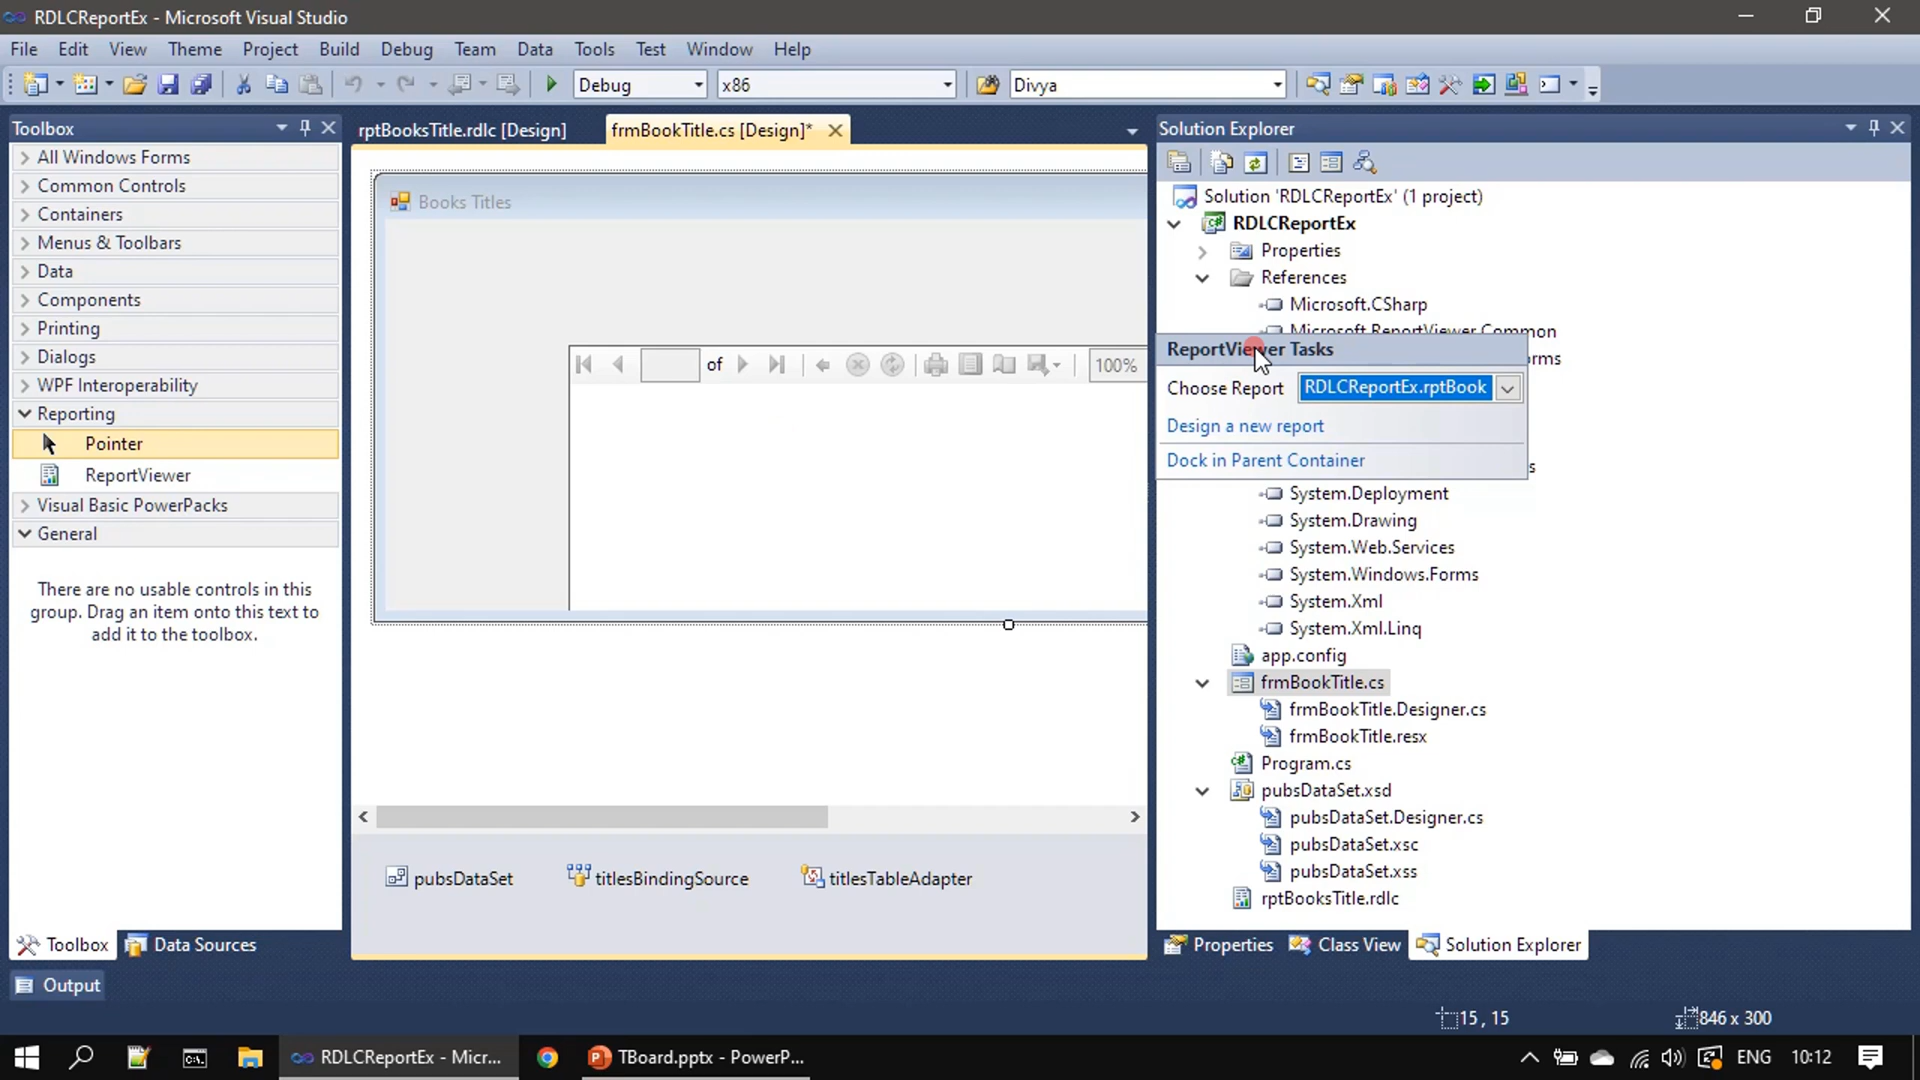 RDLCReportEx - Microsoft Visual Studio
File Edit View Theme Project Build Debug Team Data Tools Test Window Help
Debug x86 Divya
Toolbox
All Windows Forms
Common Controls
Containers
Menus & Toolbars
Data
Components
Printing
Dialogs
WPF Interoperability
Reporting
Pointer
ReportViewer
Visual Basic PowerPacks
General
There are no usable controls in this
group. Drag an item onto this text to
add it to the toolbox.
Toolbox Data Sources
Output
rptBooksTitle.rdlc [Design] frmBookTitle.cs [Design]*
Books Titles
of 100%
pubsDataSet titlesBindingSource titlesTableAdapter
Solution Explorer
Solution 'RDLCReportEx' (1 project)
RDLCReportEx
Properties
References
Microsoft.CSharp
Microsoft.ReportViewer.Common
orms
ReportViewer Tasks
Choose Report RDLCReportEx.rptBook
Design a new report
Dock in Parent Container
s
System.Deployment
System.Drawing
System.Web.Services
System.Windows.Forms
System.Xml
System.Xml.Linq
app.config
frmBookTitle.cs
frmBookTitle.Designer.cs
frmBookTitle.resx
Program.cs
pubsDataSet.xsd
pubsDataSet.Designer.cs
pubsDataSet.xsc
pubsDataSet.xss
rptBooksTitle.rdlc
Properties Class View Solution Explorer
15 , 15 846 x 300
RDLCReportEx - Micr... TBoard.pptx - PowerP... ENG 10:12